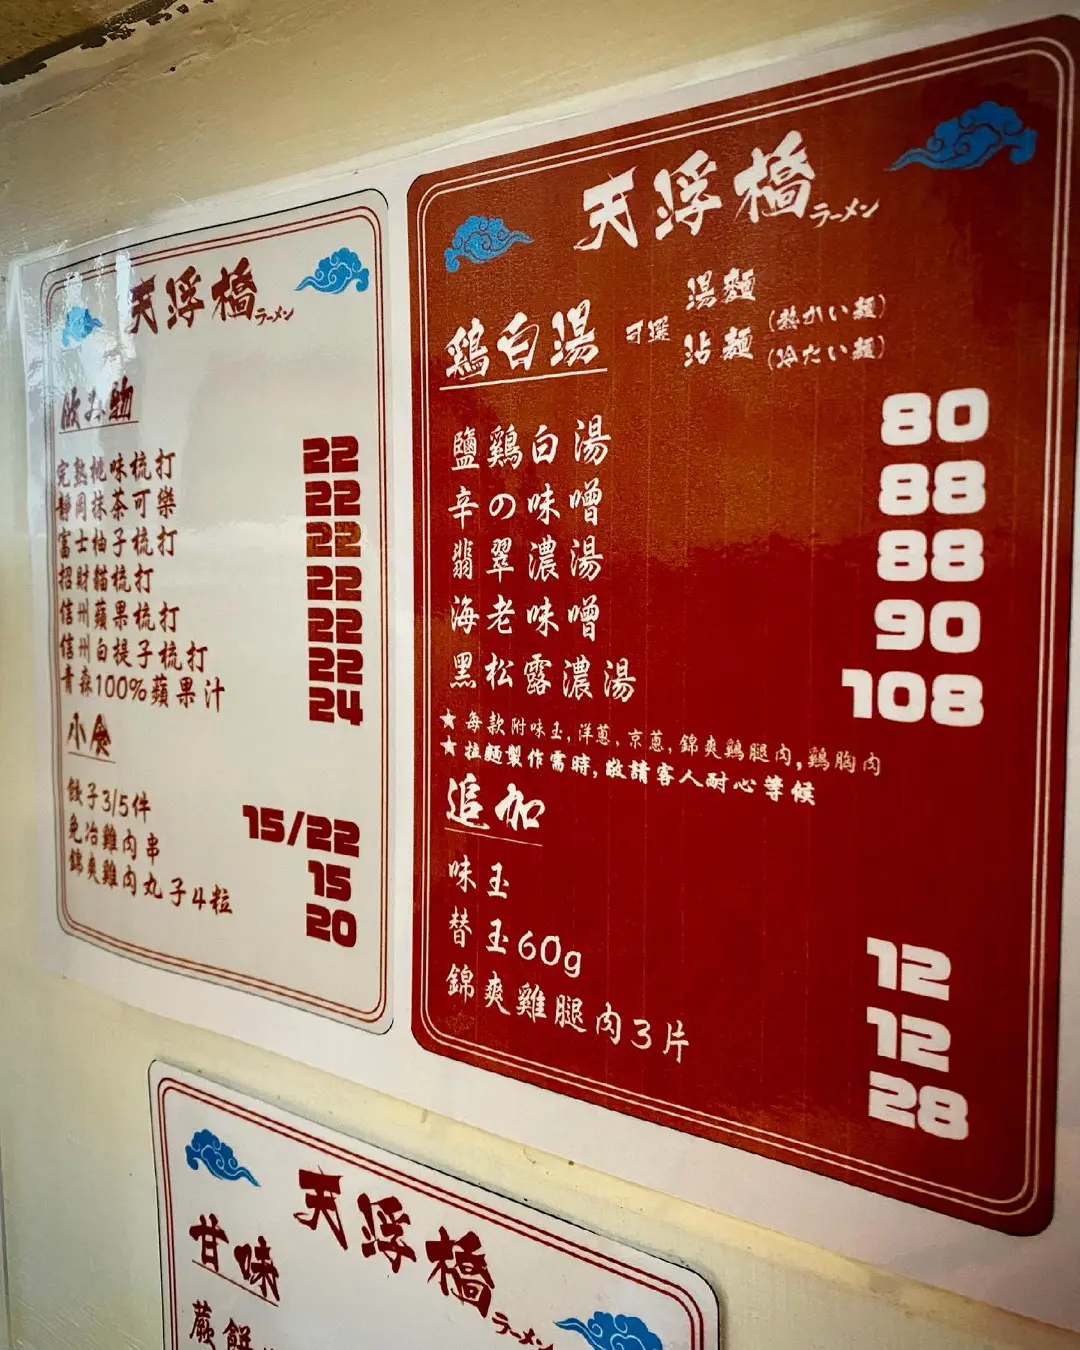 天浮橋ラーメン
飲み物
完熟桃味梳打 22
靜岡抹茶可樂 22
富士柚子梳打 22
招財貓梳打 22
信州蘋果梳打 22
信州白提子梳打 22
青森100%蘋果汁 24
小食
餃子3/5件 15/22
免治雞肉串 15
錦爽雞肉丸子4粒 20
天浮橋ラーメン
鶏白湯 可選 湯麵 (熱かい麺)
沾麵 (冷たい麺)
鹽鶏白湯 80
辛の味噌 88
翡翠濃湯 88
海老味噌 90
黑松露濃湯 108
★每款附味玉,洋蔥,京蔥,錦爽鶏腿肉,鶏胸肉
★拉麵製作需時,敬請客人耐心等候
追加
味玉 12
替玉60g 12
錦爽雞腿肉3片 28
天浮橋ラーメン
甘味
蕨餅